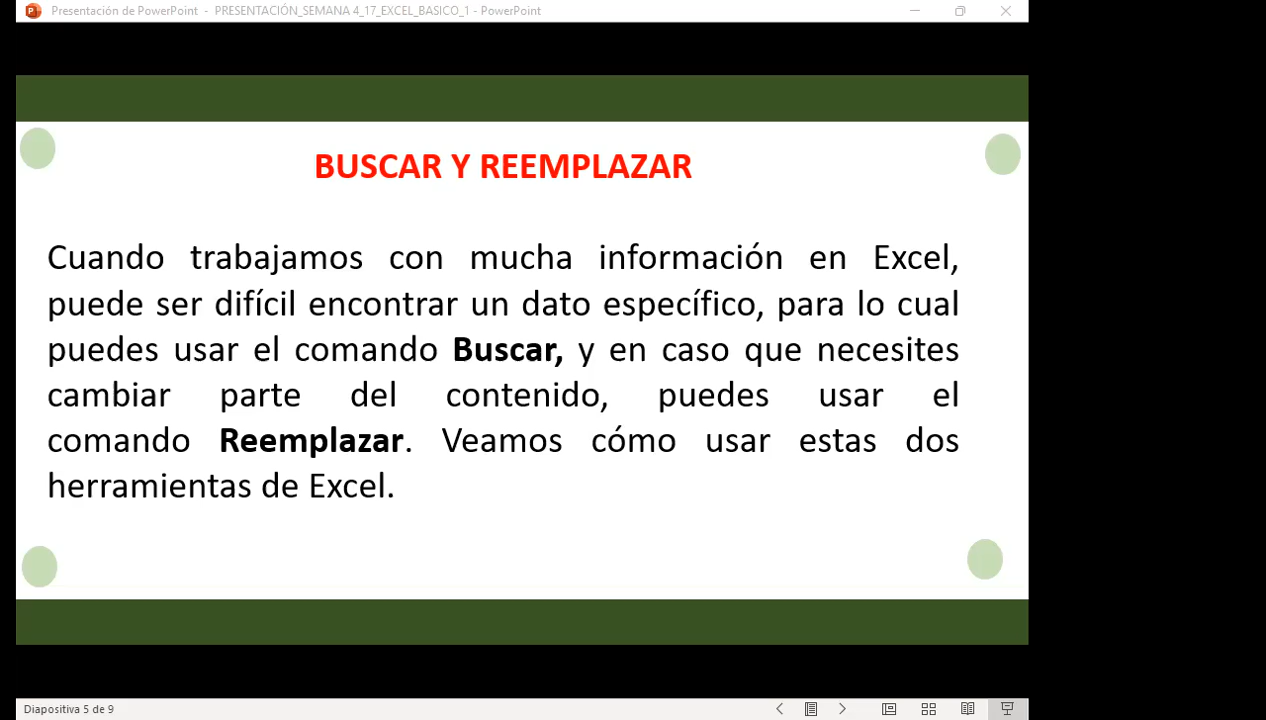 Presentación de PowerPoint - PRESENTACIÓN_SEMANA 4_17_EXCEL_BASICO_1 - PowerPoint
BUSCAR Y REEMPLAZAR
Cuando trabajamos con mucha información en Excel,
puede ser difícil encontrar un dato específico, para lo cual
puedes usar el comando Buscar, y en caso que necesites
cambiar parte del contenido, puedes usar el
comando Reemplazar. Veamos cómo usar estas dos
herramientas de Excel.
Diapositiva 5 de 9